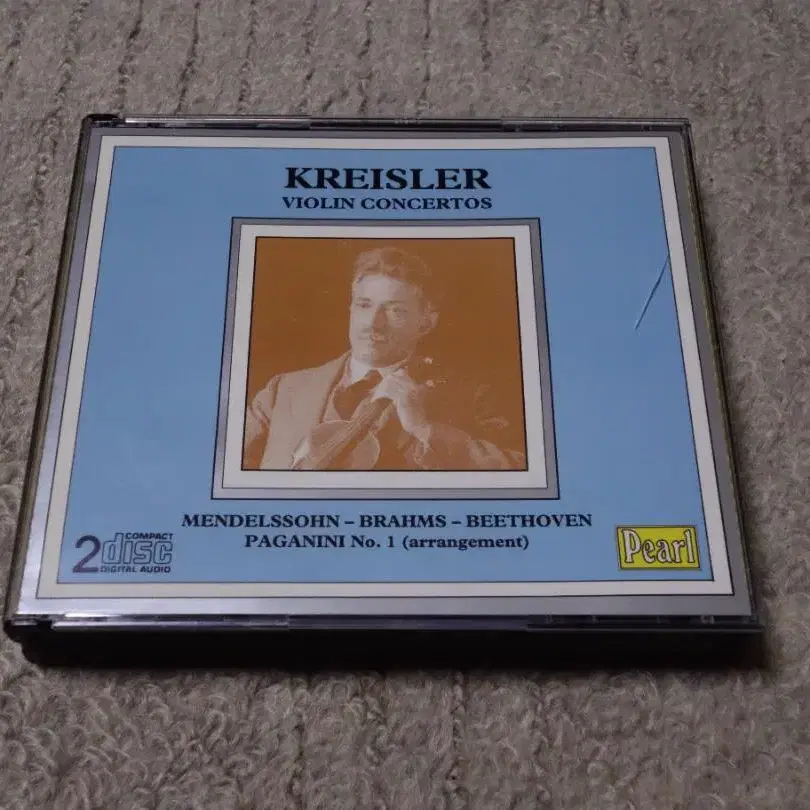 KREISLER
VIOLIN CONCERTOS
MENDELSSOHN – BRAHMS – BEETHOVEN
PAGANINI No. 1 (arrangement)
2 COMPACT disc DIGITAL AUDIO
Pearl